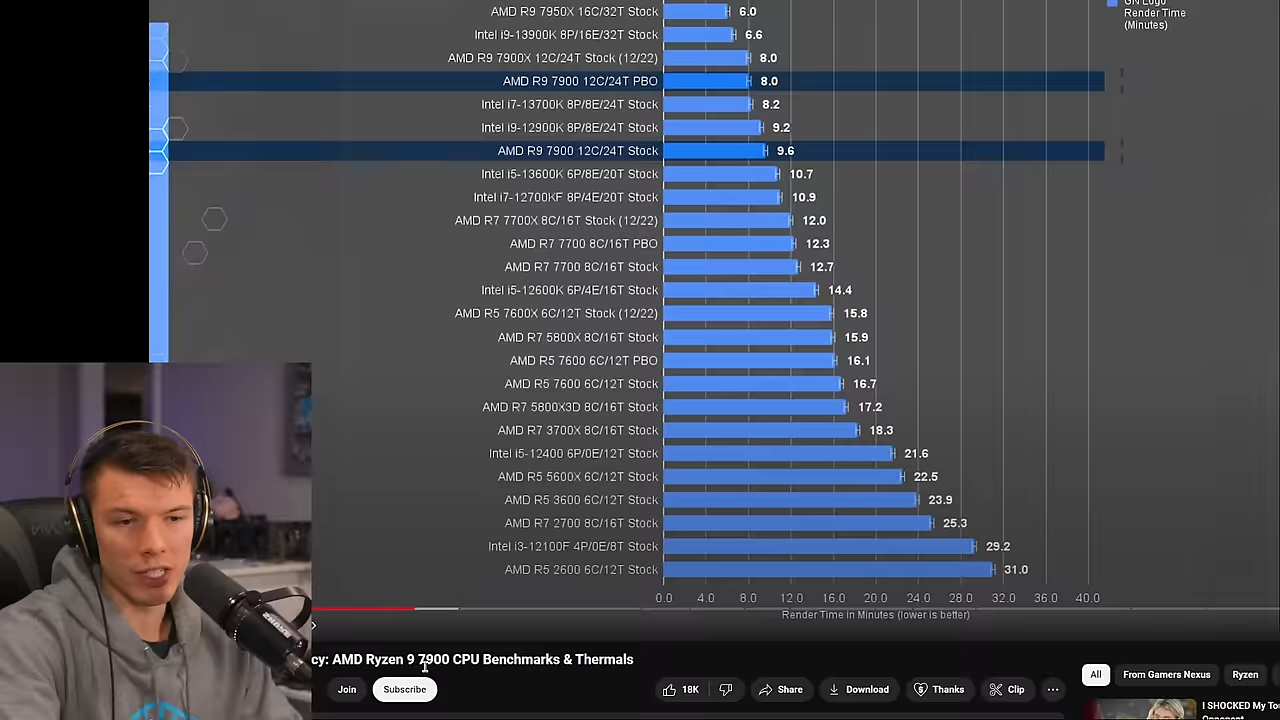 GN Logo
Render Time
(Minutes)
AMD R9 7950X 16C/32T Stock 6.0
Intel i9-13900K 8P/16E/32T Stock 6.6
AMD R9 7900X 12C/24T Stock (12/22) 8.0
AMD R9 7900 12C/24T PBO 8.0
Intel i7-13700K 8P/8E/24T Stock 8.2
Intel i9-12900K 8P/8E/24T Stock 9.2
AMD R9 7900 12C/24T Stock 9.6
Intel i5-13600K 6P/8E/20T Stock 10.7
Intel i7-12700KF 8P/4E/20T Stock 10.9
AMD R7 7700X 8C/16T Stock (12/22) 12.0
AMD R7 7700 8C/16T PBO 12.3
AMD R7 7700 8C/16T Stock 12.7
Intel i5-12600K 6P/4E/16T Stock 14.4
AMD R5 7600X 6C/12T Stock (12/22) 15.8
AMD R7 5800X 8C/16T Stock 15.9
AMD R5 7600 6C/12T PBO 16.1
AMD R5 7600 6C/12T Stock 16.7
AMD R7 5800X3D 8C/16T Stock 17.2
AMD R7 3700X 8C/16T Stock 18.3
Intel i5-12400 6P/0E/12T Stock 21.6
AMD R5 5600X 6C/12T Stock 22.5
AMD R5 3600 6C/12T Stock 23.9
AMD R7 2700 8C/16T Stock 25.3
Intel i3-12100F 4P/0E/8T Stock 29.2
AMD R5 2600 6C/12T Stock 31.0
0.0 4.0 8.0 12.0 16.0 20.0 24.0 28.0 32.0 36.0 40.0
Render Time in Minutes (lower is better)
cy: AMD Ryzen 9 7900 CPU Benchmarks & Thermals
Join Subscribe 18K Share Download Thanks Clip ...
All From Gamers Nexus Ryzen
I SHOCKED My To